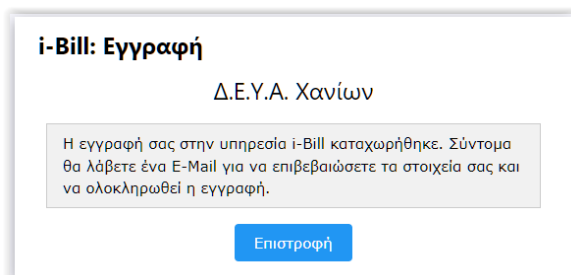 i-Bill: Εγγραφή
Δ.Ε.Υ.Α. Χανίων
Η εγγραφή σας στην υπηρεσία i-Bill καταχωρήθηκε. Σύντομα
θα λάβετε ένα E-Mail για να επιβεβαιώσετε τα στοιχεία σας και
να ολοκληρωθεί η εγγραφή.
Επιστροφή